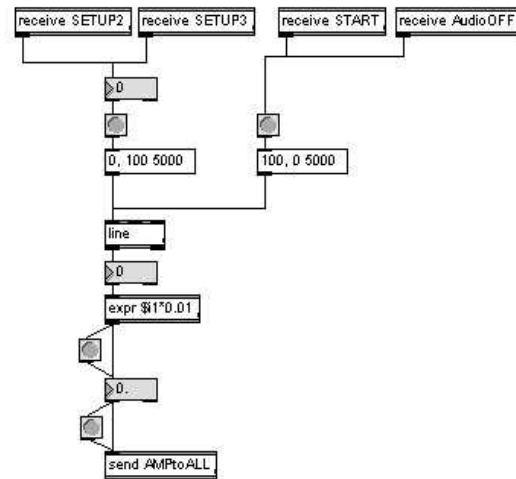 receive SETUP2
receive SETUP3
receive START
receive AudioOFF
0
0, 100 5000
100, 0 5000
line
0
expr $i1*0.01
0.
send AMPtoALL